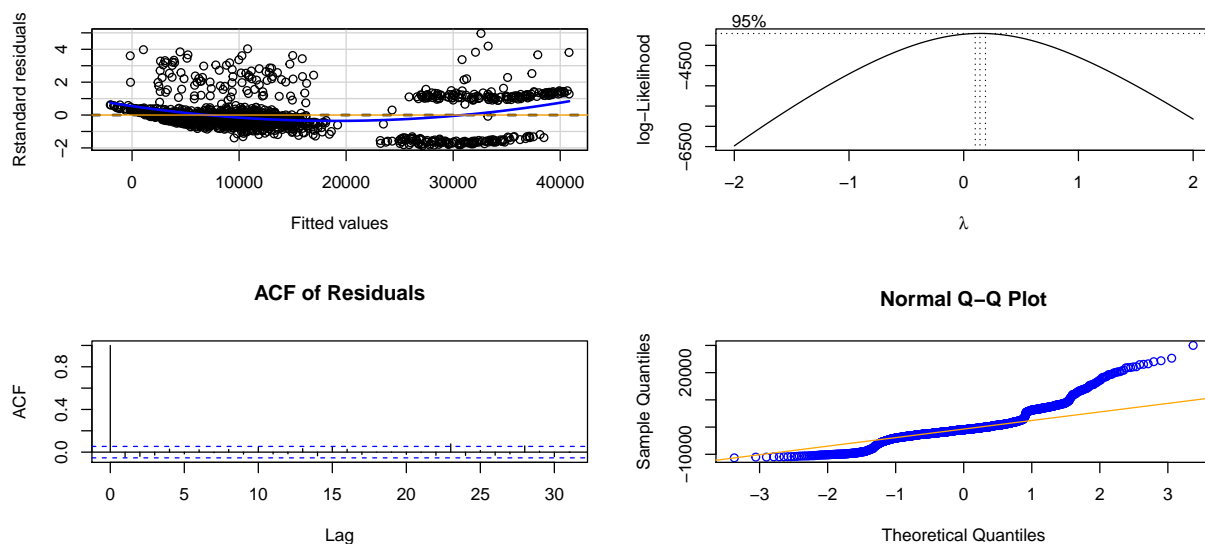 Rstandard residuals
4
2
0
−2
0 10000 20000 30000 40000
Fitted values
95%
log−Likelihood
−4500
−6500
−2 −1 0 1 2
λ
ACF of Residuals
ACF
0.8
0.4
0.0
0 5 10 15 20 25 30
Lag
Normal Q−Q Plot
Sample Quantiles
20000
−10000
−3 −2 −1 0 1 2 3
Theoretical Quantiles